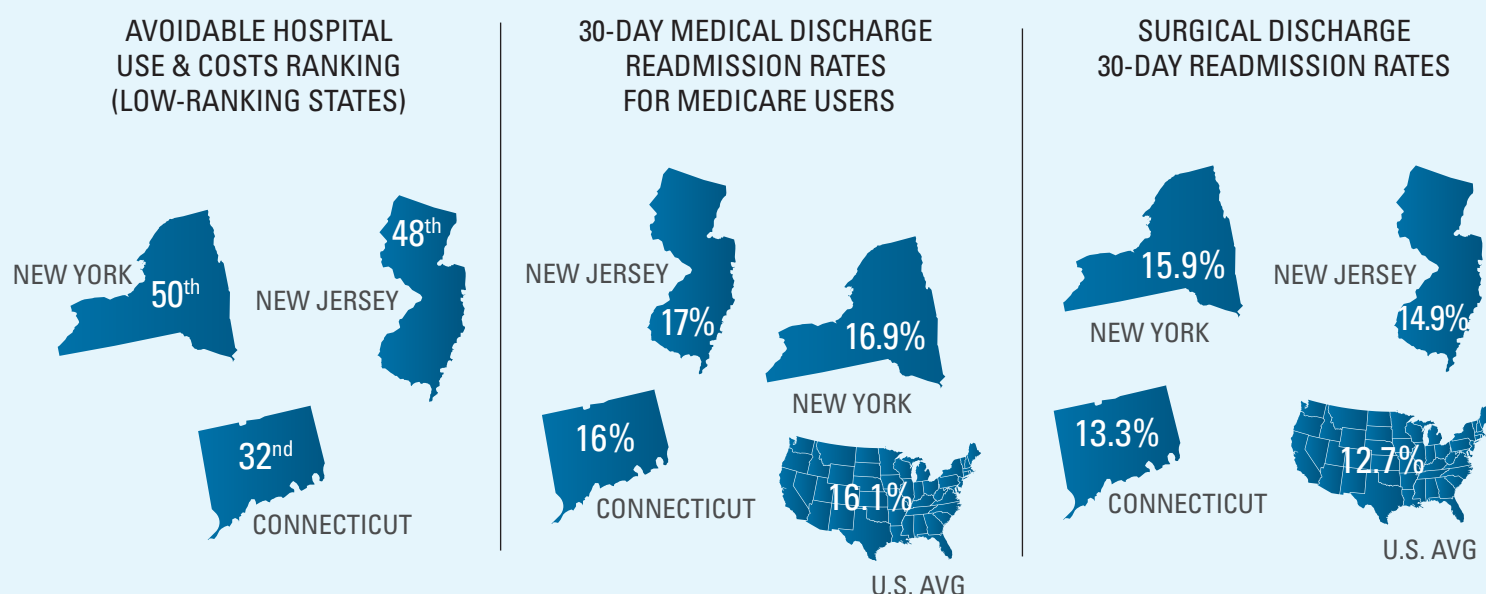 AVOIDABLE HOSPITAL
USE & COSTS RANKING
(LOW-RANKING STATES)
NEW YORK
50th
48th
NEW JERSEY
32nd
CONNECTICUT
30-DAY MEDICAL DISCHARGE
READMISSION RATES
FOR MEDICARE USERS
NEW JERSEY
17%
16.9%
NEW YORK
16%
CONNECTICUT
16.1%
U.S. AVG
SURGICAL DISCHARGE
30-DAY READMISSION RATES
15.9%
NEW YORK
NEW JERSEY
14.9%
13.3%
CONNECTICUT
12.7%
U.S. AVG